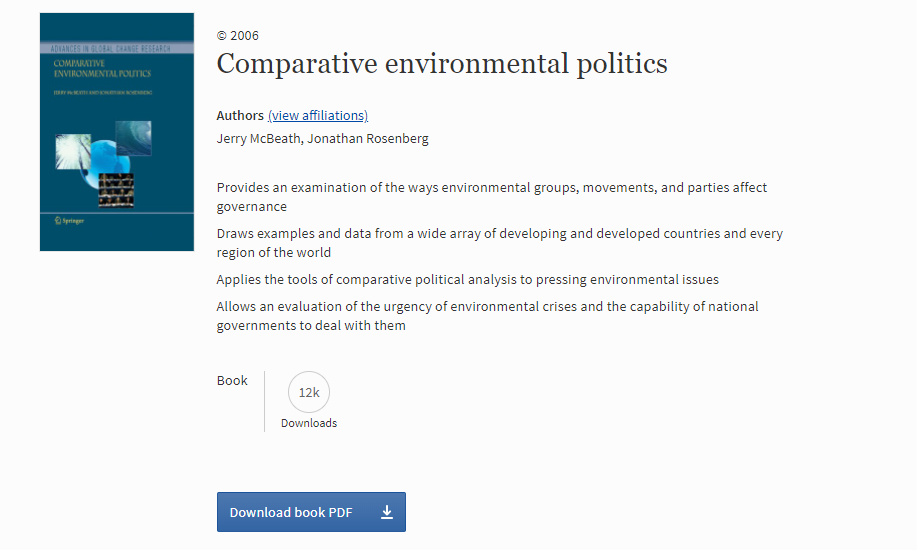 ADVANCES IN GLOBAL CHANGE RESEARCH
COMPARATIVE
ENVIRONMENTAL POLITICS
JERRY McBEATH AND JONATHAN ROSENBERG
Springer
© 2006
Comparative environmental politics
Authors (view affiliations)
Jerry McBeath, Jonathan Rosenberg
Provides an examination of the ways environmental groups, movements, and parties affect
governance
Draws examples and data from a wide array of developing and developed countries and every
region of the world
Applies the tools of comparative political analysis to pressing environmental issues
Allows an evaluation of the urgency of environmental crises and the capability of national
governments to deal with them
Book
12k
Downloads
Download book PDF